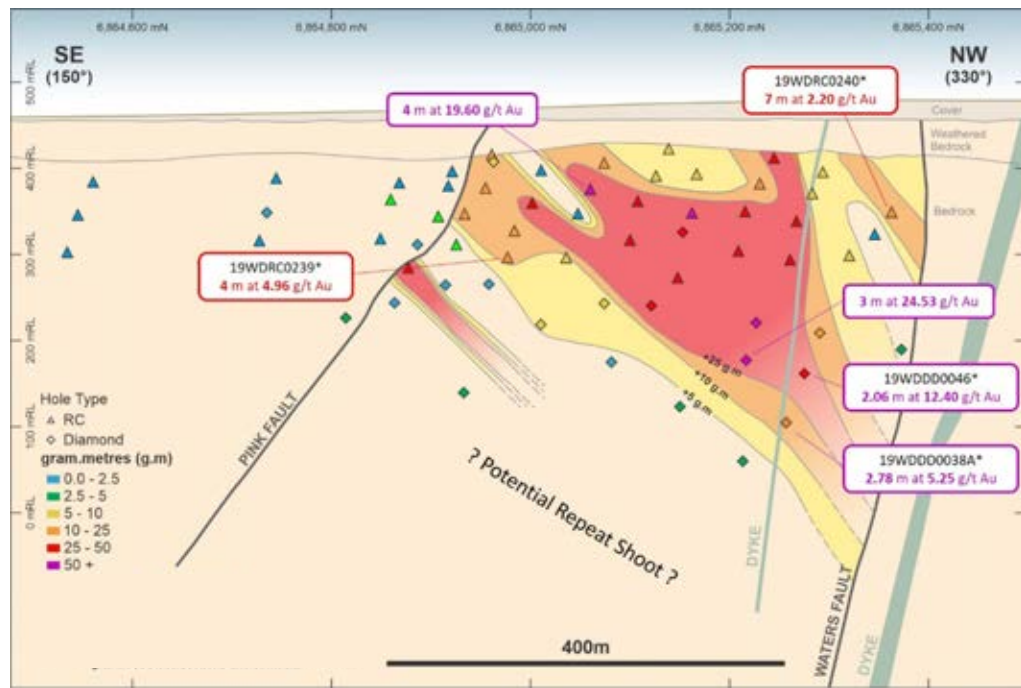 6,864,600 mN
6,864,800 mN
6,865,000 mN
6,865,200 mN
6,865,400 mN
SE
(150°)
NW
(330°)
500 mRL
400 mRL
300 mRL
200 mRL
100 mRL
0 mRL
4 m at 19.60 g/t Au
19WDRC0240*
7 m at 2.20 g/t Au
Cover
Weathered
Bedrock
Bedrock
19WDRC0239*
4 m at 4.96 g/t Au
3 m at 24.53 g/t Au
+25 g.m
+10 g.m
+5 g.m
19WDDD0046*
2.06 m at 12.40 g/t Au
19WDDD0038A*
2.78 m at 5.25 g/t Au
Hole Type
RC
Diamond
gram.metres (g.m)
0.0 - 2.5
2.5 - 5
5 - 10
10 - 25
25 - 50
50 +
PINK FAULT
? Potential Repeat Shoot ?
DYKE
WATERS FAULT
DYKE
400m